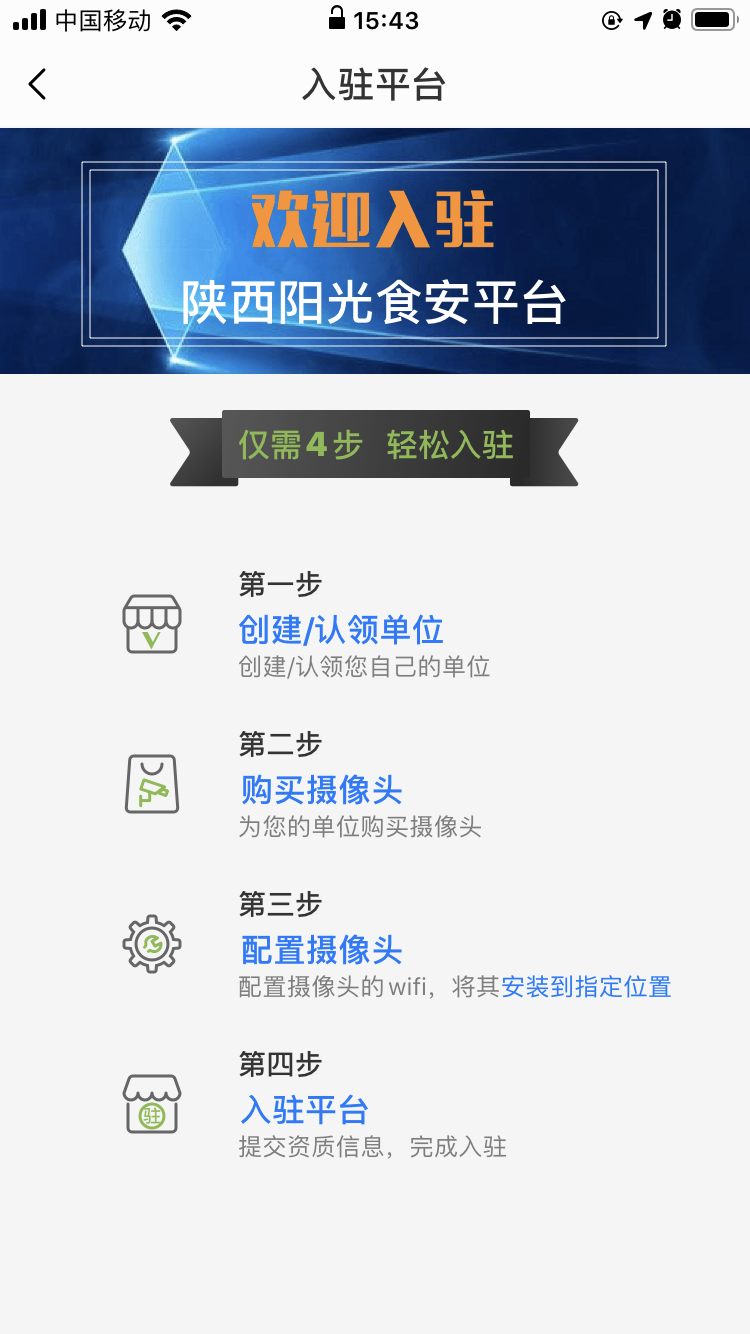 中国移动 15:43
入驻平台
欢迎入驻
陕西阳光食安平台
仅需4步 轻松入驻
第一步
创建/认领单位
创建/认领您自己的单位
第二步
购买摄像头
为您的单位购买摄像头
第三步
配置摄像头
配置摄像头的wifi，将其安装到指定位置
第四步
入驻平台
驻
提交资质信息，完成入驻